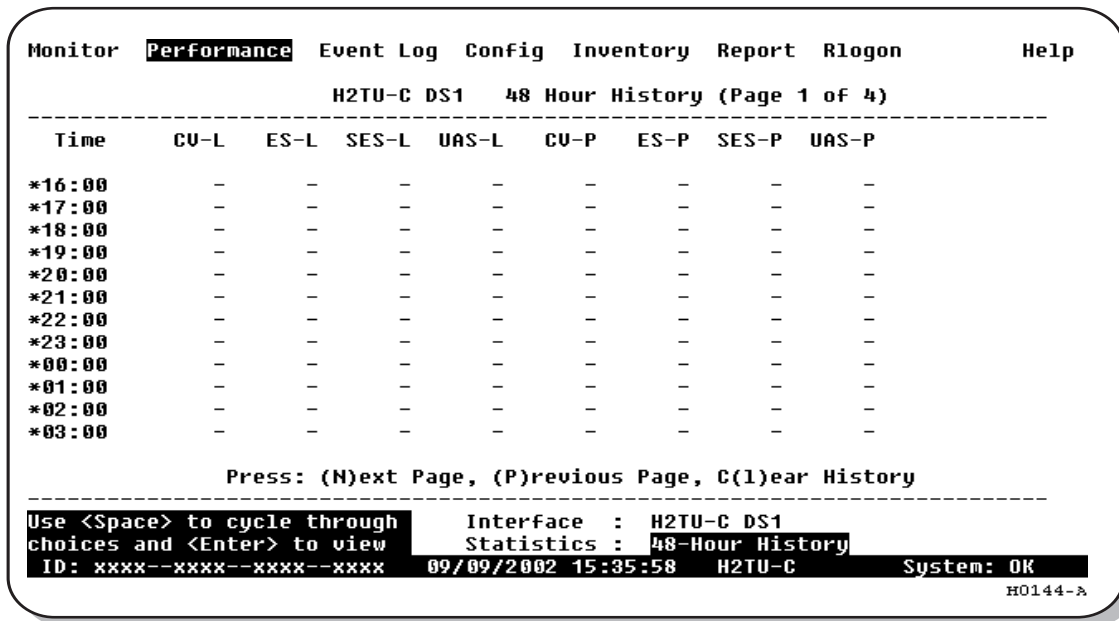 Monitor Performance Event Log Config Inventory Report Rlogon Help
H2TU-C DS1 48 Hour History (Page 1 of 4)
--------------------------------------------------------------------------------
Time CV-L ES-L SES-L UAS-L CV-P ES-P SES-P UAS-P
*16:00 - - - - - - - -
*17:00 - - - - - - - -
*18:00 - - - - - - - -
*19:00 - - - - - - - -
*20:00 - - - - - - - -
*21:00 - - - - - - - -
*22:00 - - - - - - - -
*23:00 - - - - - - - -
*00:00 - - - - - - - -
*01:00 - - - - - - - -
*02:00 - - - - - - - -
*03:00 - - - - - - - -
Press: (N)ext Page, (P)revious Page, C(l)ear History
--------------------------------------------------------------------------------
Use <Space> to cycle through Interface : H2TU-C DS1
choices and <Enter> to view Statistics : 48-Hour History
ID: xxxx--xxxx--xxxx--xxxx 09/09/2002 15:35:58 H2TU-C System: OK
H0144-A